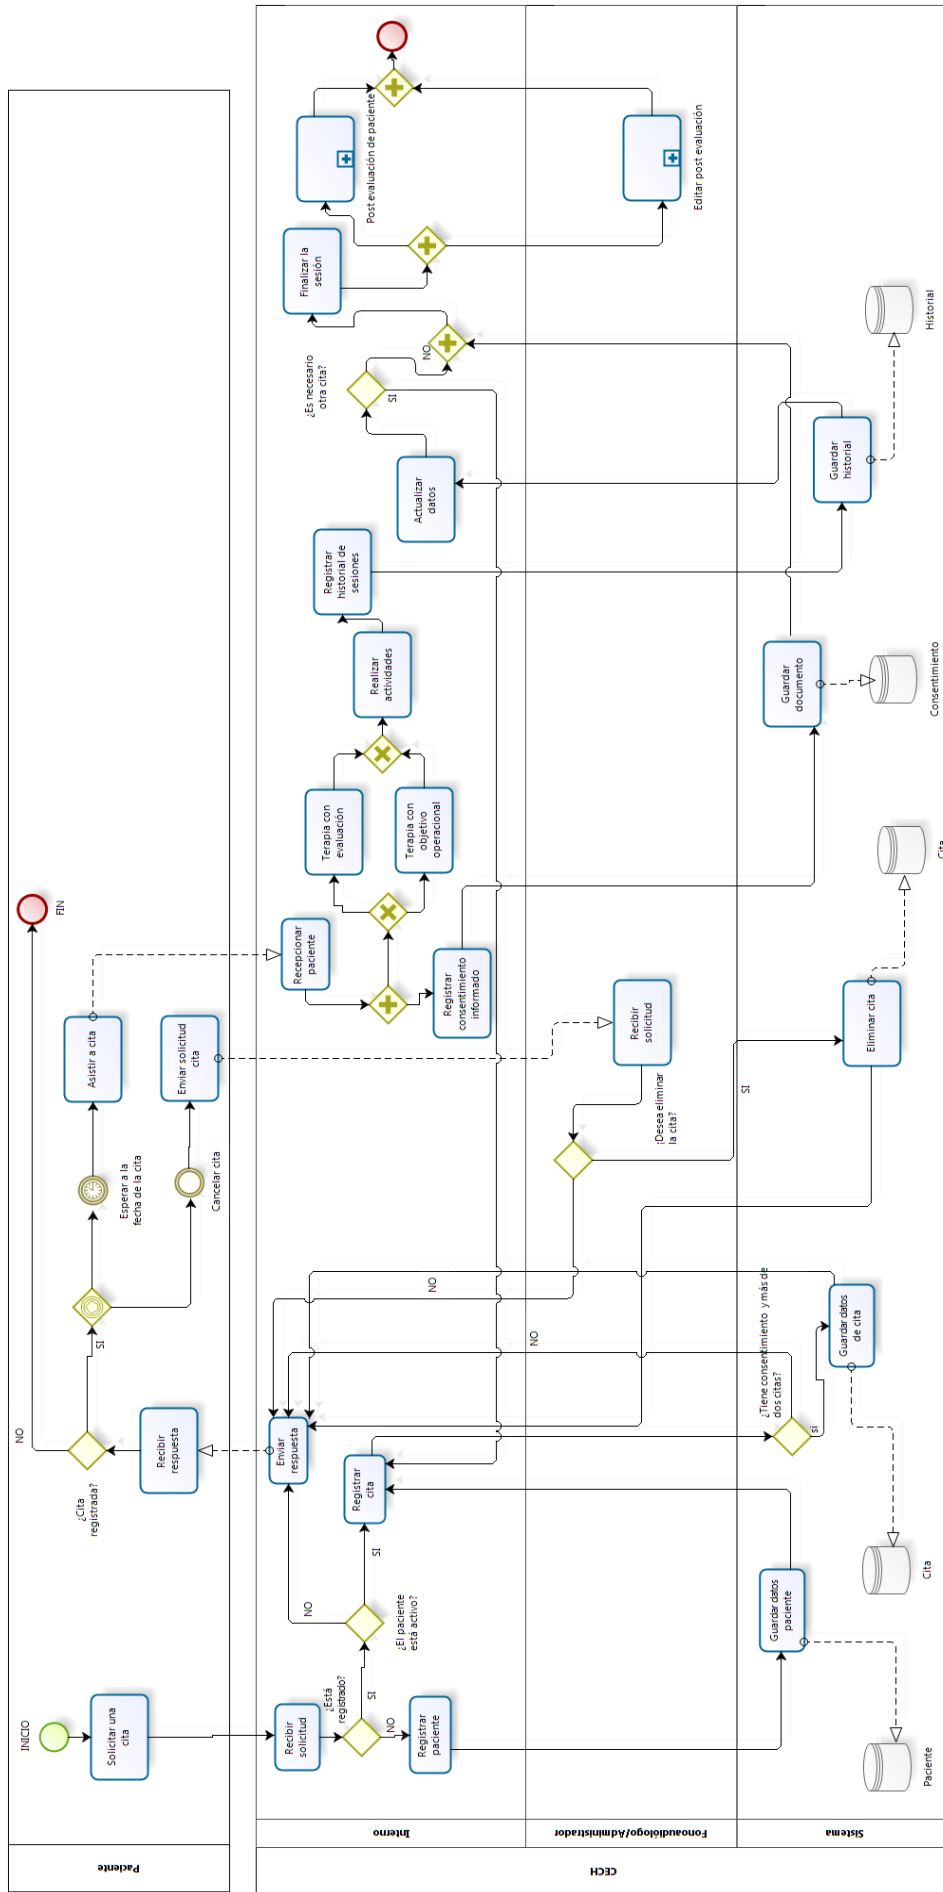 Paciente
INICIO
Solicitar una
cita
¿Cita
registrada?
NO
SI
Recibir
respuesta
Esperar a la
fecha de la cita
Cancelar cita
Asistir a cita
Enviar solicitud
cita
FIN
CECH
Interno
Recibir
solicitud
¿Está
registrado?
SI
NO
Registrar
paciente
¿El paciente
está activo?
NO
SI
Registrar
cita
Enviar
respuesta
NO
Recepcionar
paciente
Registrar
consentimiento
informado
Terapia con
evaluación
Terapia con
objetivo
operacional
Realizar
actividades
Registrar
historial de
sesiones
Actualizar
datos
¿Es necesario
otra cita?
SI
NO
Finalizar la
sesión
Post evaluación de paciente
Fonoaudiólogo/Administrador
NO
¿Desea eliminar
la cita?
Recibir
solicitud
SI
Editar post evaluación
Sistema
Guardar datos
paciente
Paciente
¿Tiene consentimiento y más de
dos citas?
si
Guardar datos
de cita
Cita
Eliminar cita
Cita
Guardar
documento
Consentimiento
Guardar
historial
Historial